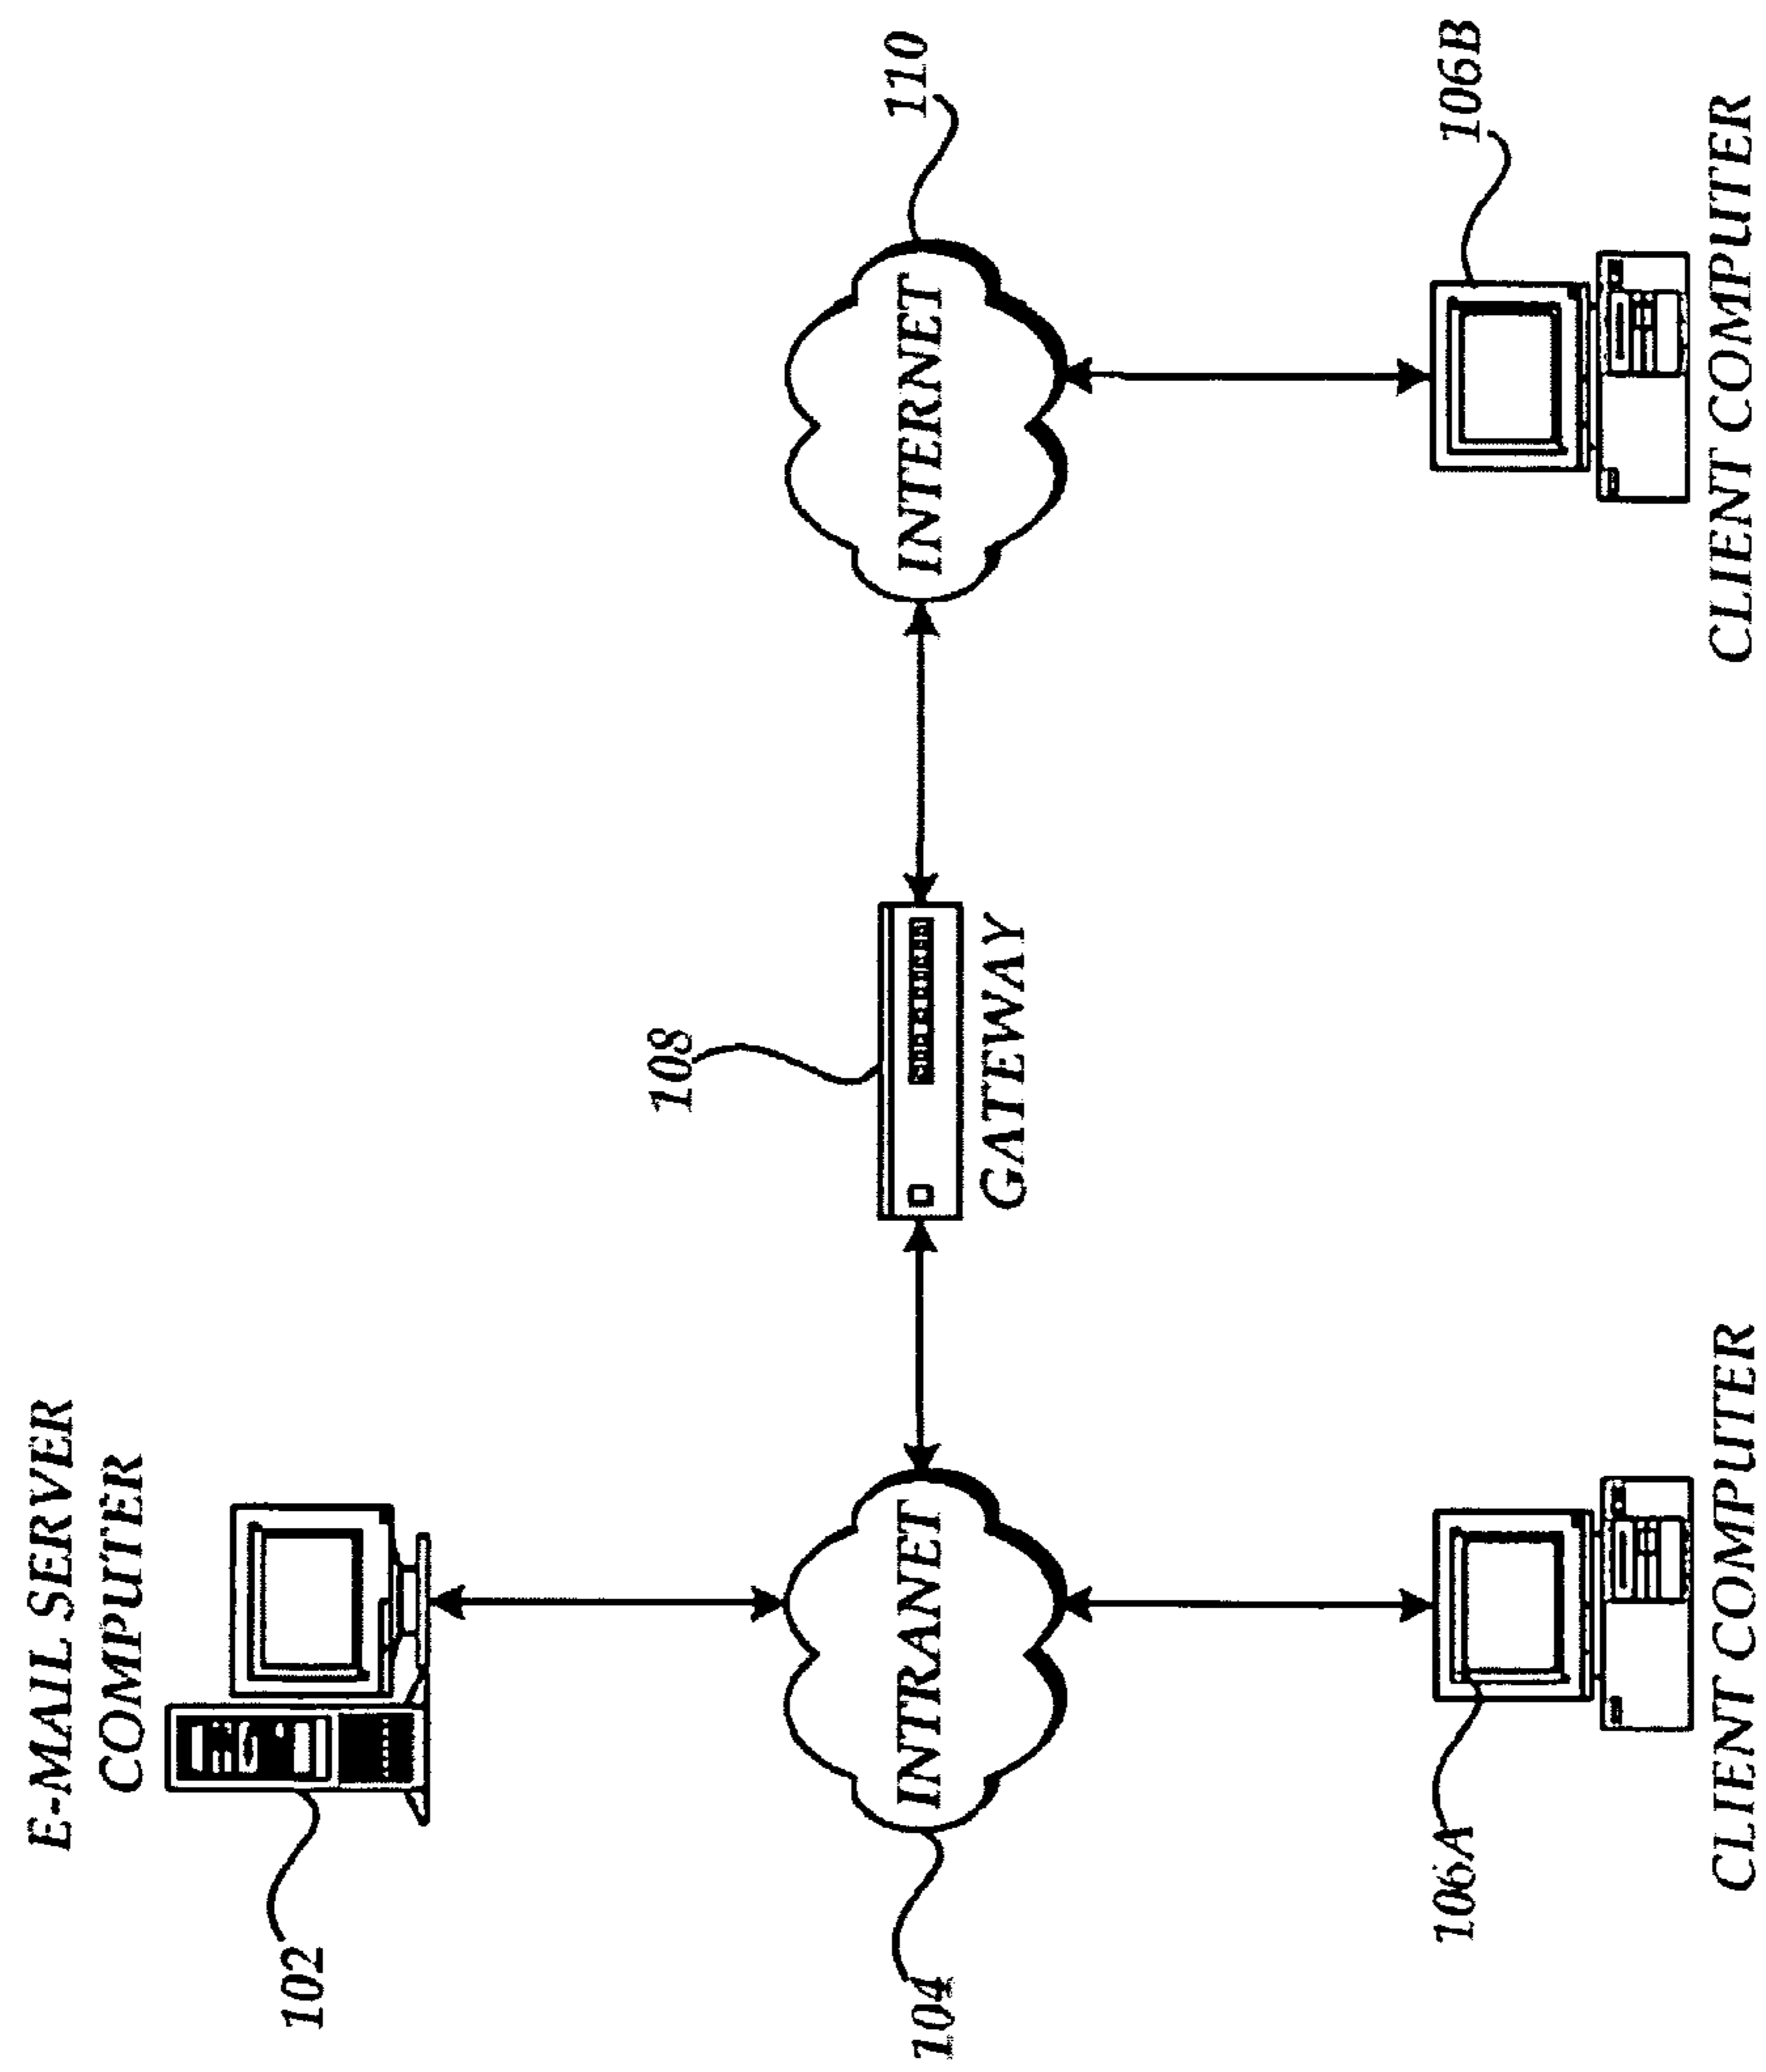 E-MAIL SERVER
COMPUTER
102
INTRANET
104
108
GATEWAY
INTERNET
110
106A
CLIENT COMPUTER
106B
CLIENT COMPUTER